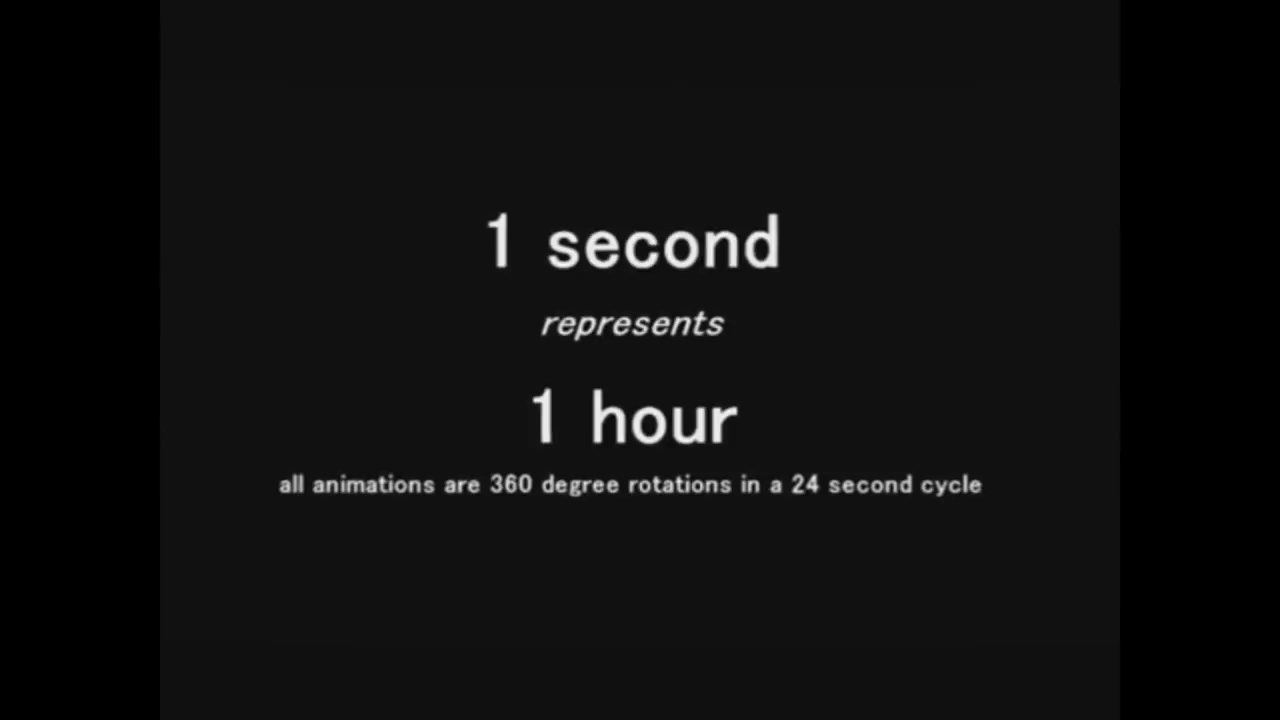 1 second
represents
1 hour
all animations are 360 degree rotations in a 24 second cycle